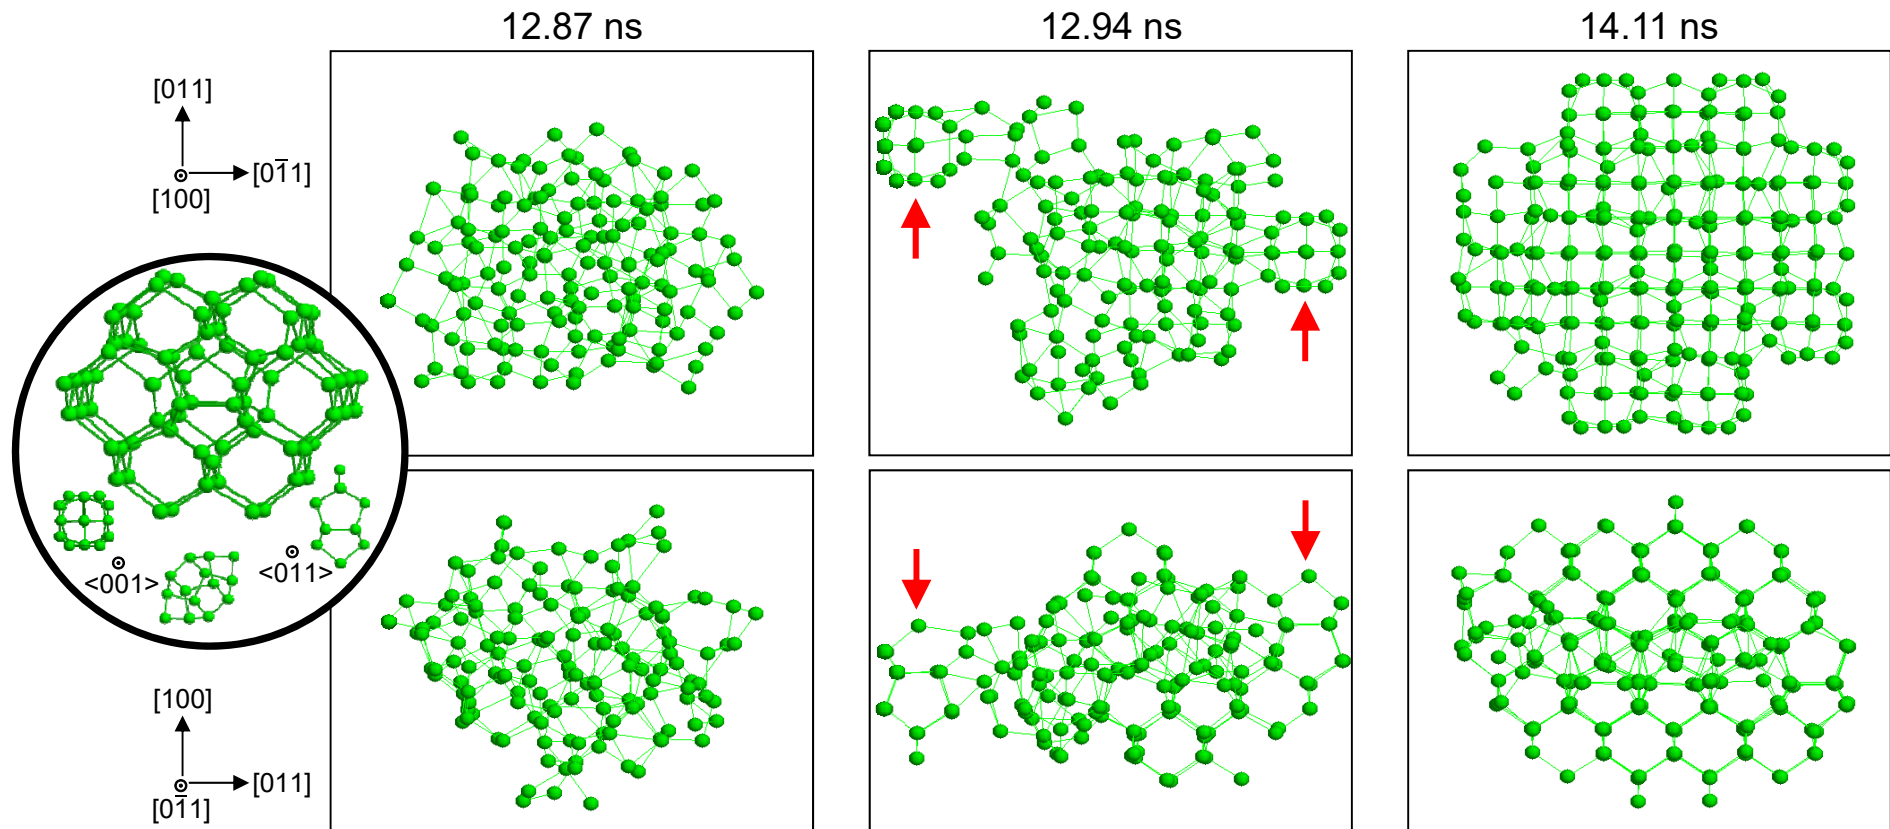 12.87 ns
12.94 ns
14.11 ns
[011]
[01̄1]
[100]
<001>
<011>
[100]
[011]
[01̄1]